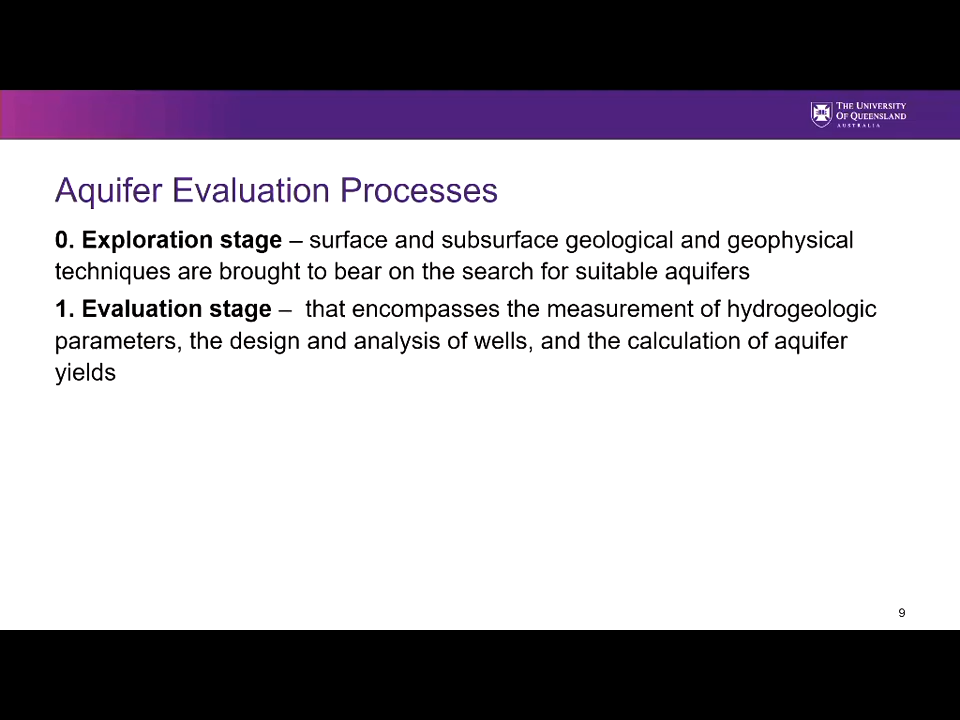 THE UNIVERSITY
OF QUEENSLAND
AUSTRALIA
Aquifer Evaluation Processes
0. Exploration stage – surface and subsurface geological and geophysical
techniques are brought to bear on the search for suitable aquifers
1. Evaluation stage –  that encompasses the measurement of hydrogeologic
parameters, the design and analysis of wells, and the calculation of aquifer
yields
9